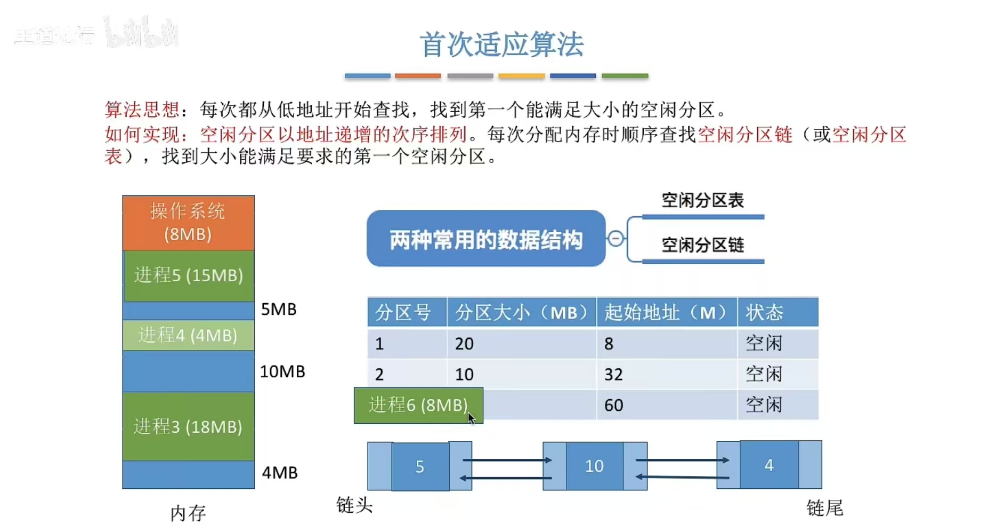 首次适应算法
算法思想：每次都从低地址开始查找，找到第一个能满足大小的空闲分区。
如何实现：空闲分区以地址递增的次序排列。每次分配内存时顺序查找空闲分区链（或空闲分区
表），找到大小能满足要求的第一个空闲分区。
操作系统
(8MB)
进程5 (15MB)
5MB
进程4 (4MB)
10MB
进程3 (18MB)
4MB
内存
两种常用的数据结构
空闲分区表
空闲分区链
分区号 分区大小（MB） 起始地址（M） 状态
1 20 8 空闲
2 10 32 空闲
进程6 (8MB) 60 空闲
5 10 4
链头 链尾